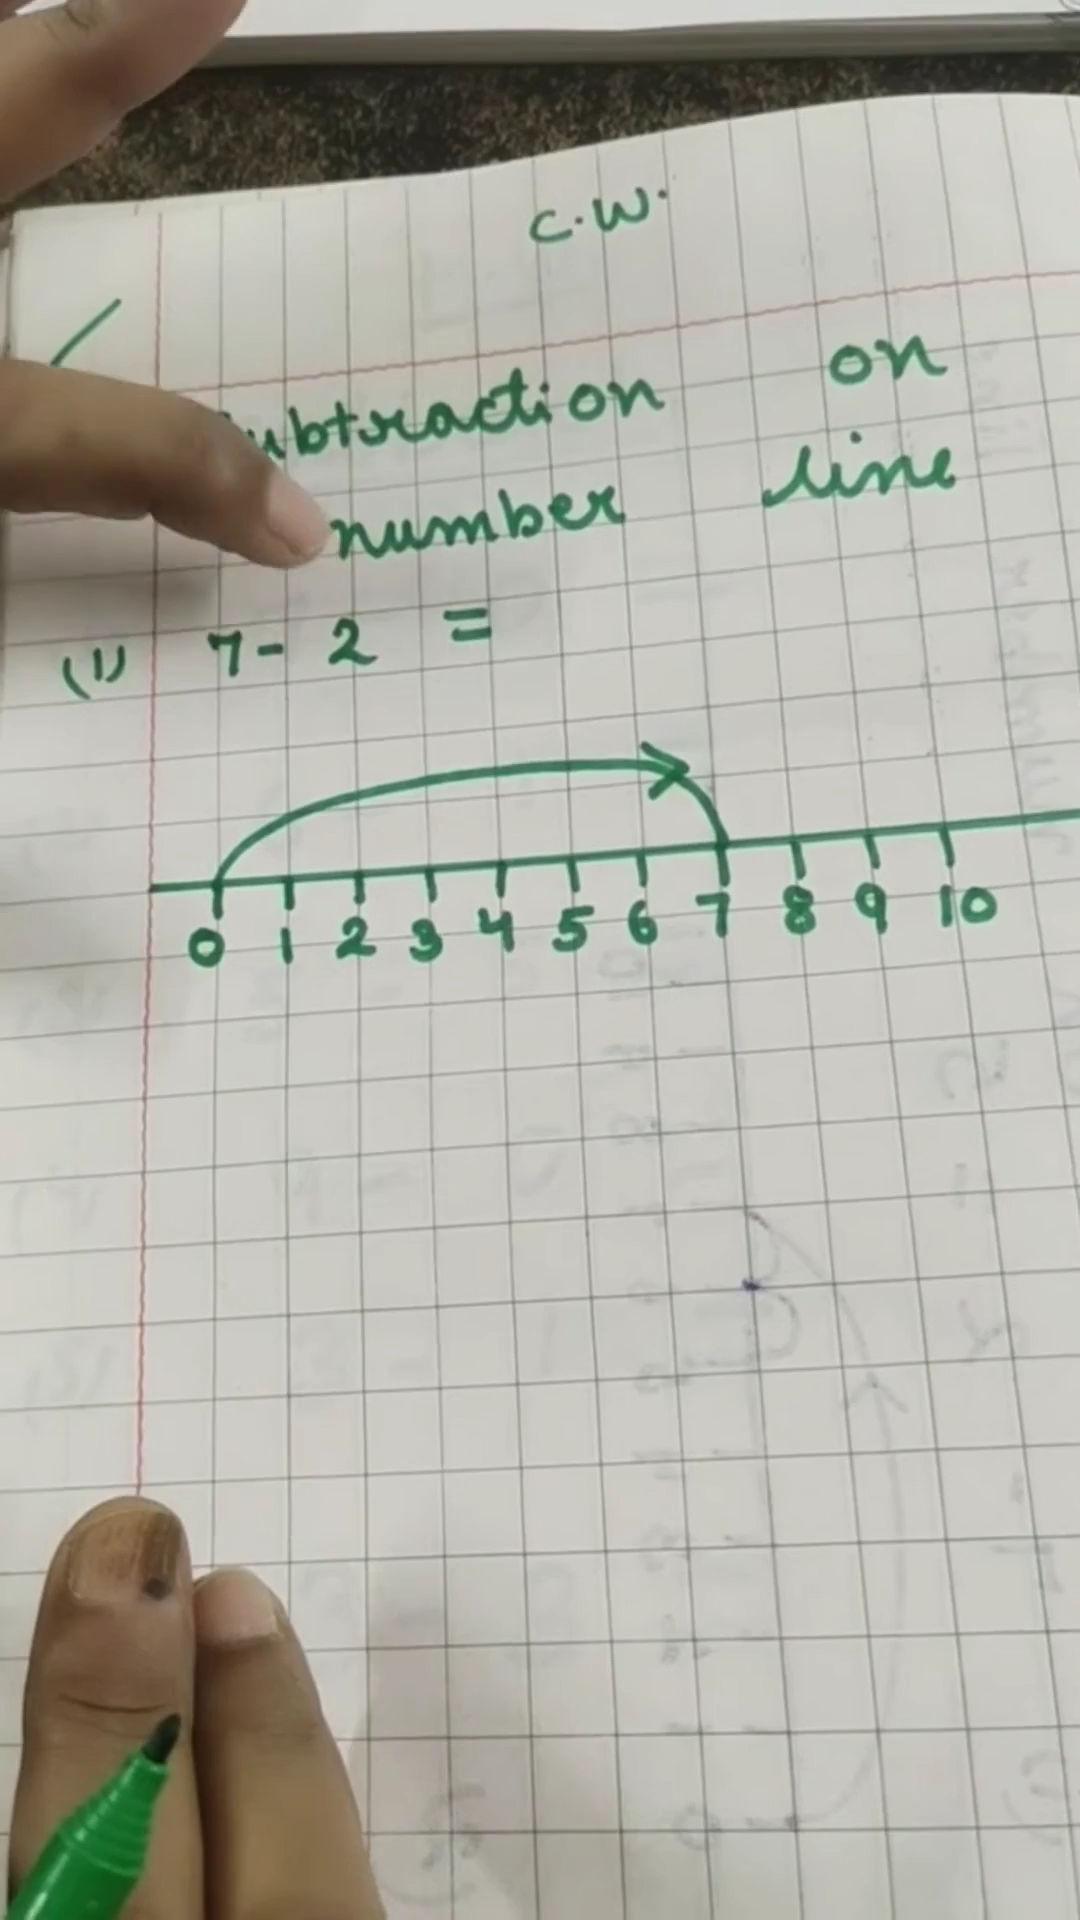 C.W.
ubtraction on
number line
(1) 7 - 2 =
0 1 2 3 4 5 6 7 8 9 10